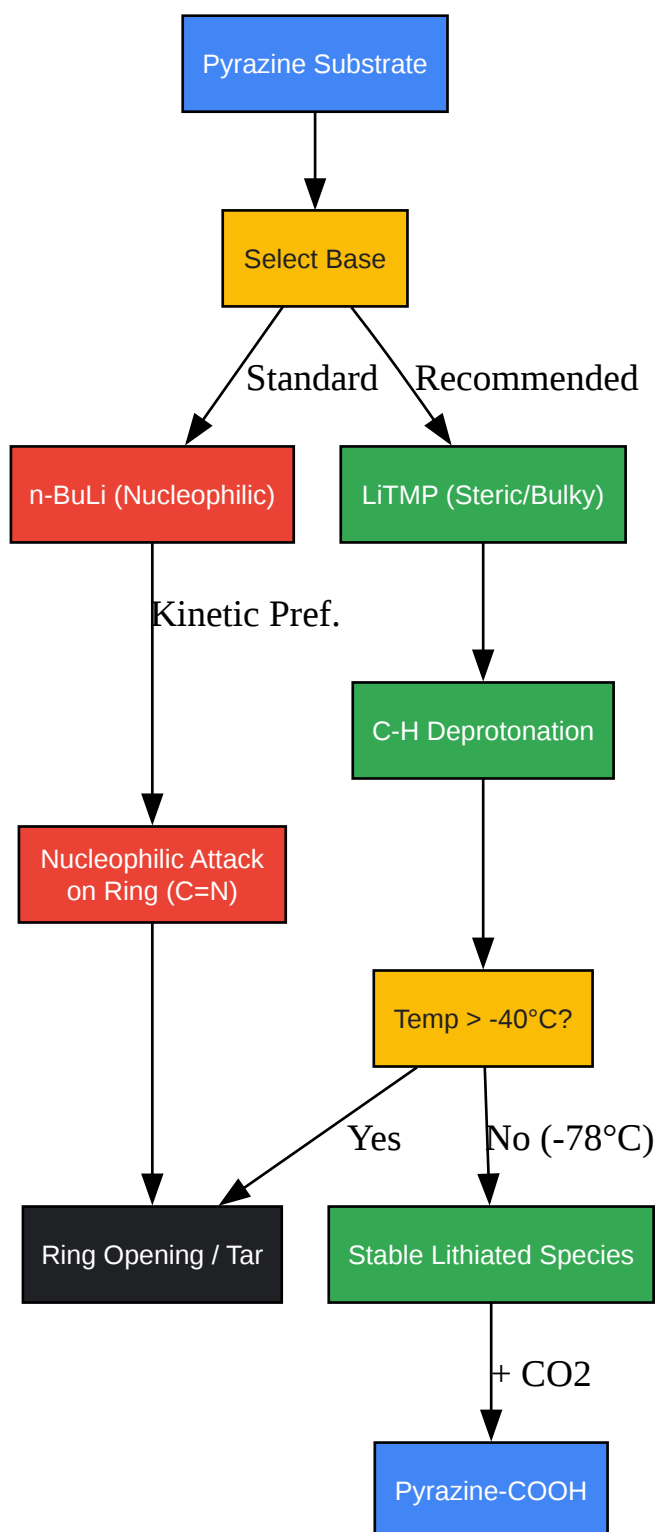 Pyrazine Substrate
Select Base
Standard
Recommended
n-BuLi (Nucleophilic)
LiTMP (Steric/Bulky)
Kinetic Pref.
C-H Deprotonation
Nucleophilic Attack
on Ring (C=N)
Temp > -40°C?
Yes
No (-78°C)
Ring Opening / Tar
Stable Lithiated Species
+ CO2
Pyrazine-COOH